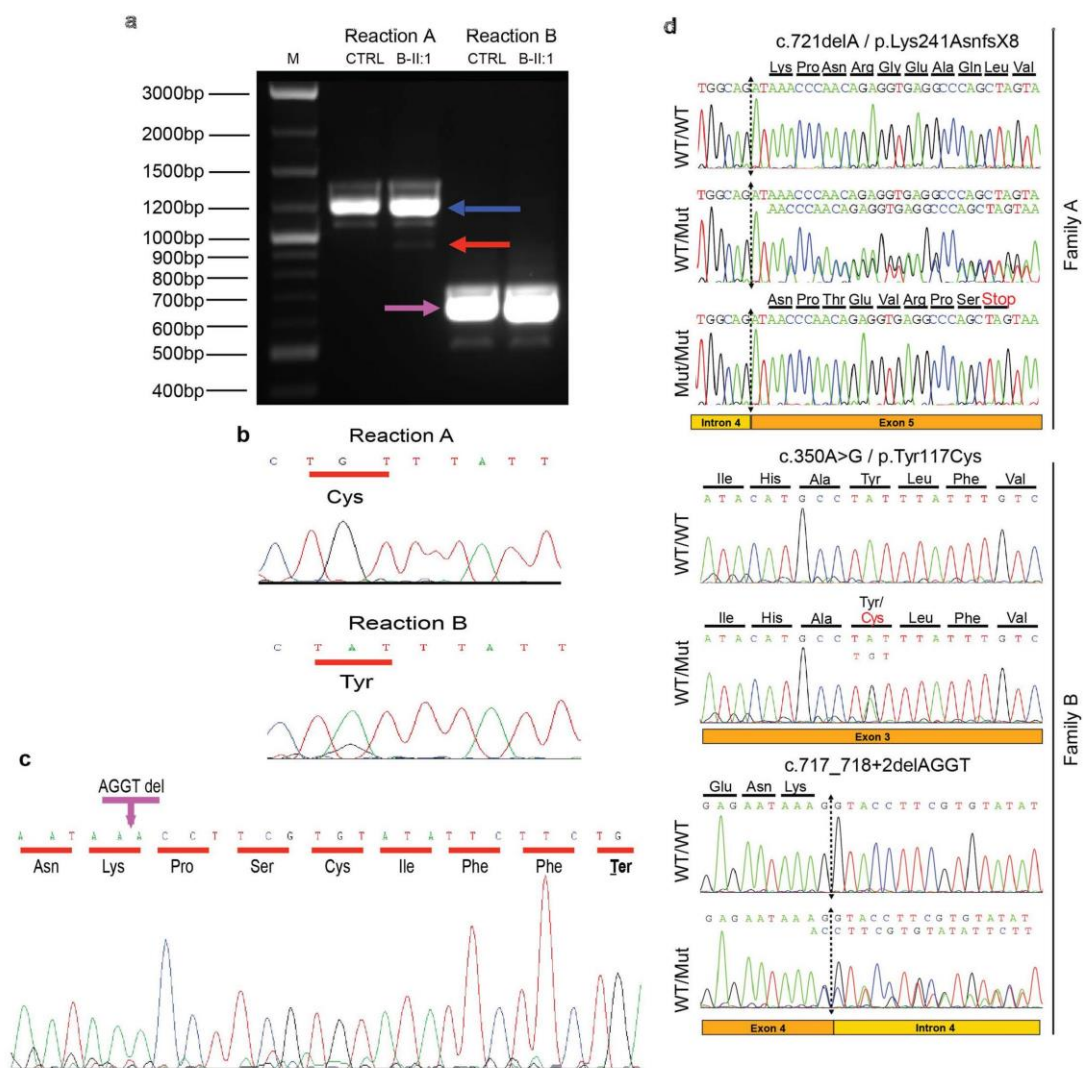 a
Reaction A Reaction B
M CTRL B-II:1 CTRL B-II:1
3000bp
2000bp
1500bp
1200bp
1000bp
900bp
800bp
700bp
600bp
500bp
400bp
b
Reaction A
C T G T T T A T T
Cys
Reaction B
C T A T T T A T T
Tyr
c
AGGT del
A A T A A A C C T T C G T G T A T A T T C T T C T G
Asn Lys Pro Ser Cys Ile Phe Phe Ter
d
c.721delA / p.Lys241AsnfsX8
Lys Pro Asn Arg Gly Glu Ala Gln Leu Val
TGGCAGATAAACCCAACAGAGGTGAGGCCCAGCTAGTA
WT/WT
TGGCAGATAAACCCAACAGAGGTGAGGCCCAGCTAGTA
AACCCAACAGAGGTGAGGCCCAGCTAGTAA
WT/Mut
Asn Pro Thr Glu Val Arg Pro Ser Stop
TGGCAGATAACCCAACAGAGGTGAGGCCCAGCTAGTAA
Mut/Mut
Intron 4 Exon 5
Family A
c.350A>G / p.Tyr117Cys
Ile His Ala Tyr Leu Phe Val
A T A C A T G C C T A T T T A T T T G T C
WT/WT
Tyr/
Cys
Ile His Ala Leu Phe Val
A T A C A T G C C T A T T T A T T T G T C
T G T
WT/Mut
Exon 3
c.717_718+2delAGGT
Glu Asn Lys
G A G A A T A A A G G T A C C T T C G T G T A T A T
WT/WT
G A G A A T A A A G G T A C C T T C G T G T A T A T
A C C T T C G T G T A T A T T C T T
WT/Mut
Exon 4 Intron 4
Family B